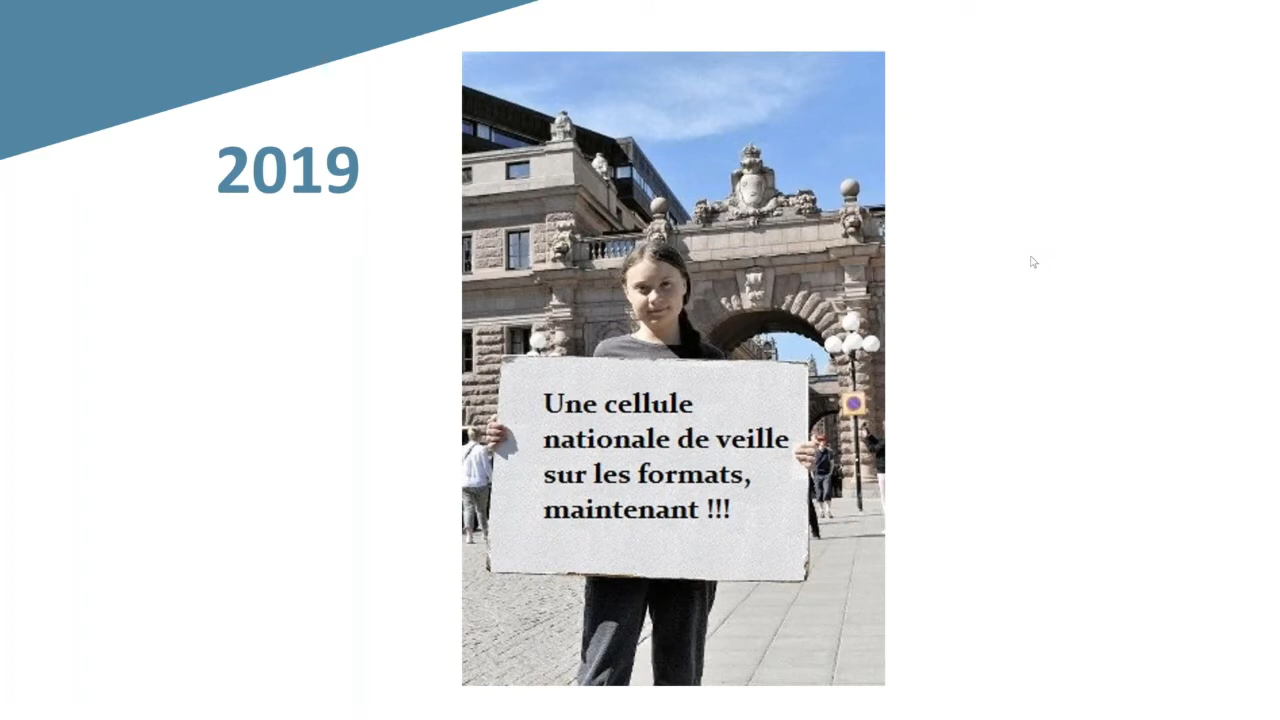 2019
Une cellule
nationale de veille
sur les formats,
maintenant !!!